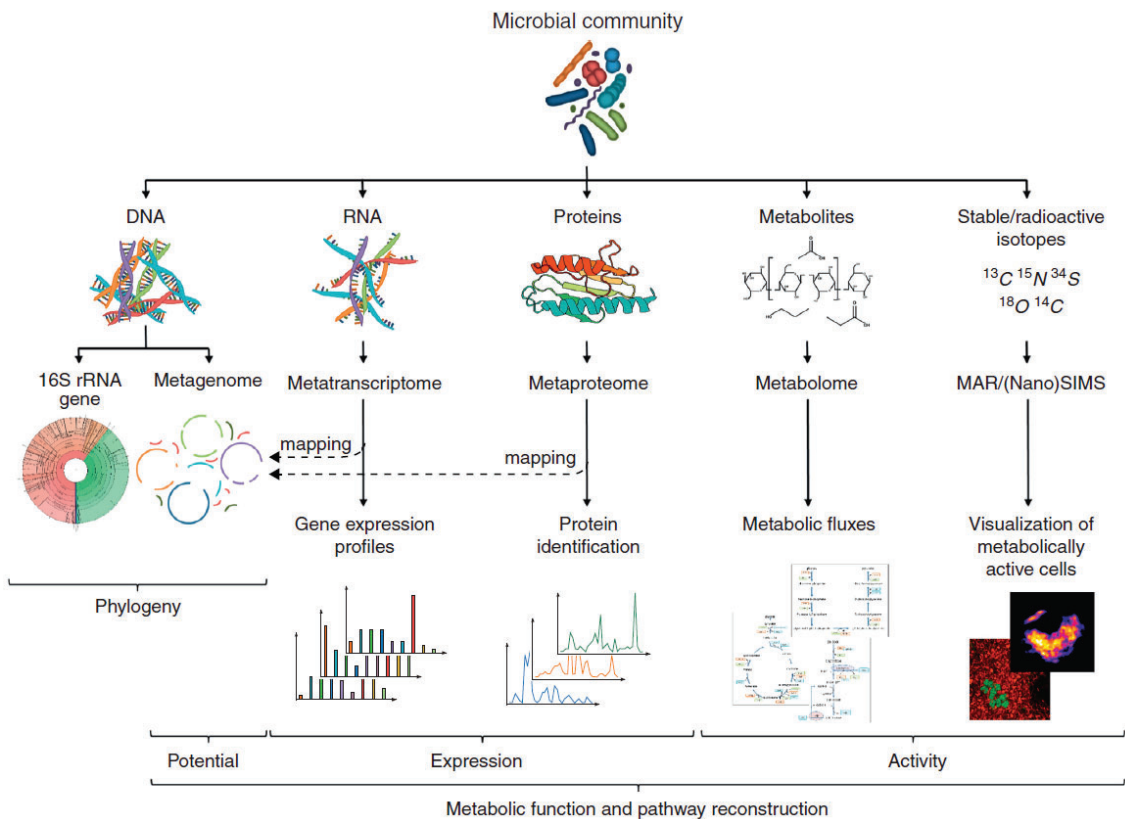 Microbial community
DNA
RNA
Proteins
Metabolites
Stable/radioactive
isotopes
¹³C ¹⁵N ³⁴S
¹⁸O ¹⁴C
16S rRNA
gene
Metagenome
Metatranscriptome
Metaproteome
Metabolome
MAR/(Nano)SIMS
mapping
mapping
Gene expression
profiles
Protein
identification
Metabolic fluxes
Visualization of
metabolically
active cells
Phylogeny
Potential
Expression
Activity
Metabolic function and pathway reconstruction